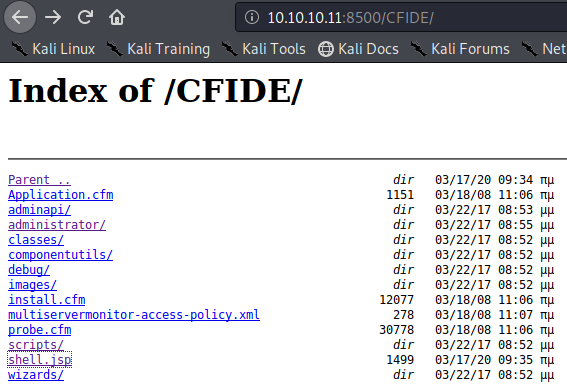 10.10.10.11:8500/CFIDE/
Kali Linux Kali Training Kali Tools Kali Docs Kali Forums Net
Index of /CFIDE/
Parent .. dir 03/17/20 09:34 πμ
Application.cfm 1151 03/18/08 11:06 πμ
adminapi/ dir 03/22/17 08:53 μμ
administrator/ dir 03/22/17 08:55 μμ
classes/ dir 03/22/17 08:52 μμ
componentutils/ dir 03/22/17 08:52 μμ
debug/ dir 03/22/17 08:52 μμ
images/ dir 03/22/17 08:52 μμ
install.cfm 12077 03/18/08 11:06 πμ
multiservermonitor-access-policy.xml 278 03/18/08 11:07 πμ
probe.cfm 30778 03/18/08 11:06 πμ
scripts/ dir 03/22/17 08:52 μμ
shell.jsp 1499 03/17/20 09:35 πμ
wizards/ dir 03/22/17 08:52 μμ